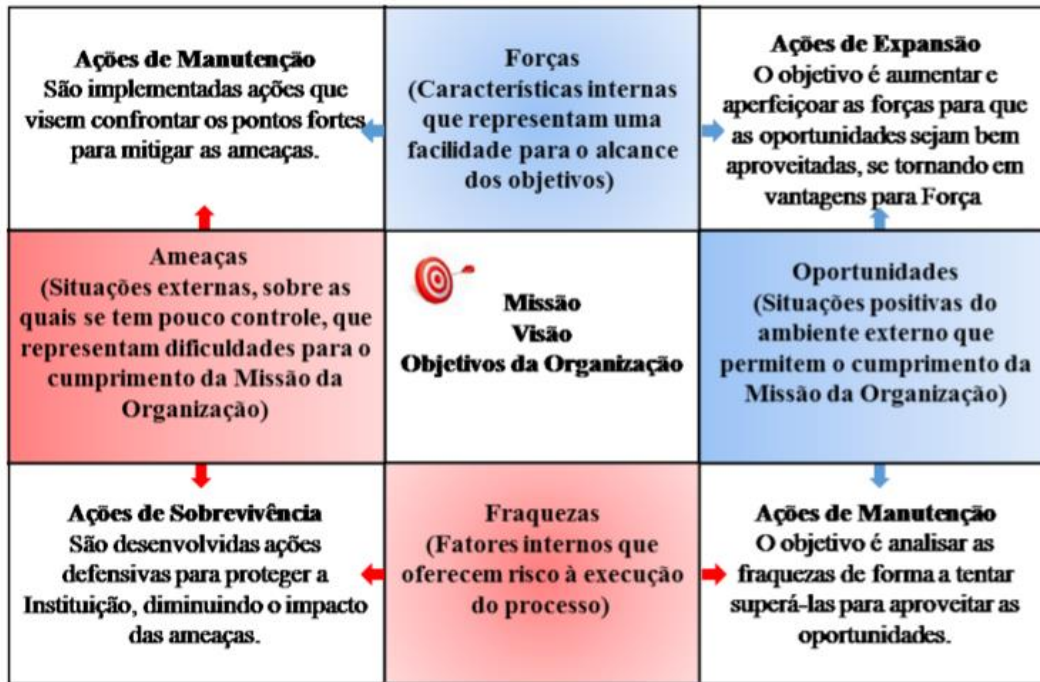 Ações de Manutenção
São implementadas ações que
visem confrontar os pontos fortes
para mitigar as ameaças.
Forças
(Características internas
que representam uma
facilidade para o alcance
dos objetivos)
Ações de Expansão
O objetivo é aumentar e
aperfeiçoar as forças para que
as oportunidades sejam bem
aproveitadas, se tornando em
vantagens para Força
Ameaças
(Situações externas, sobre as
quais se tem pouco controle, que
representam dificuldades para o
cumprimento da Missão da
Organização)
Missão
Visão
Objetivos da Organização
Oportunidades
(Situações positivas do
ambiente externo que
permitem o cumprimento da
Missão da Organização)
Ações de Sobrevivência
São desenvolvidas ações
defensivas para proteger a
Instituição, diminuindo o impacto
das ameaças.
Fraquezas
(Fatores internos que
oferecem risco à execução
do processo)
Ações de Manutenção
O objetivo é analisar as
fraquezas de forma a tentar
superá-las para aproveitar as
oportunidades.